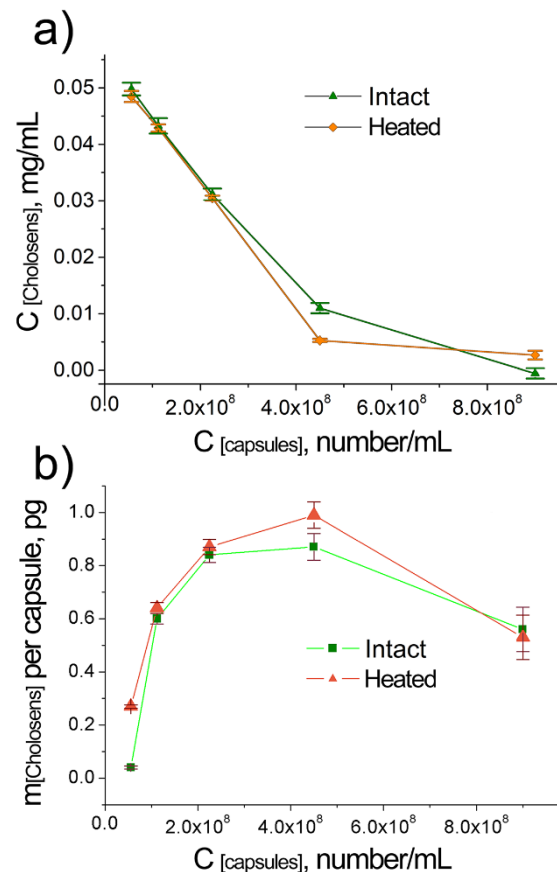 a)
C [Cholosens], mg/mL
0.05
0.04
0.03
0.02
0.01
0.00
Intact
Heated
0.0 2.0x10⁸ 4.0x10⁸ 6.0x10⁸ 8.0x10⁸
C [capsules], number/mL
b)
m[Cholosens] per capsule, pg
1.0
0.8
0.6
0.4
0.2
0.0
Intact
Heated
0.0 2.0x10⁸ 4.0x10⁸ 6.0x10⁸ 8.0x10⁸
C [capsules], number/mL